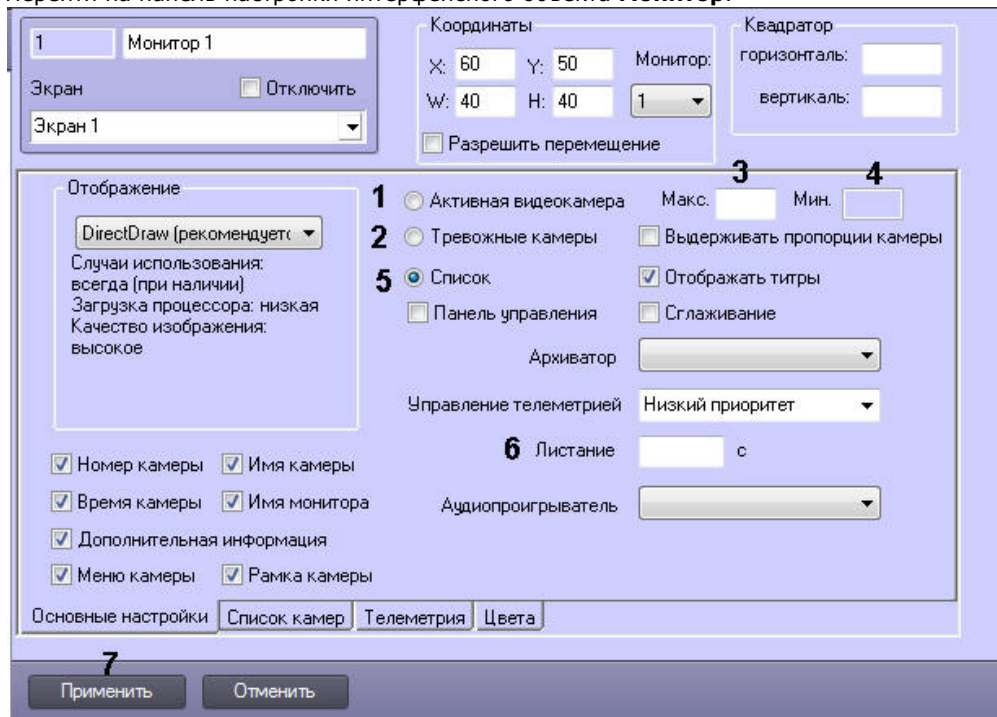 Перейти на панель настройки интерфейсного объекта Монитор.
1 Монитор 1
Экран Отключить
Экран 1
Координаты
X: 60 Y: 50 Монитор:
W: 40 H: 40 1
Разрешить перемещение
Квадратор
горизонталь:
вертикаль:
3 4
Отображение
DirectDraw (рекомендуетс
Случаи использования:
всегда (при наличии)
Загрузка процессора: низкая
Качество изображения:
высокое
1 Активная видеокамера Макс. Мин.
2 Тревожные камеры Выдерживать пропорции камеры
5 Список Отображать титры
Панель управления Сглаживание
Архиватор
Управление телеметрией Низкий приоритет
6 Листание с
Аудиопроигрыватель
Номер камеры Имя камеры
Время камеры Имя монитора
Дополнительная информация
Меню камеры Рамка камеры
Основные настройки Список камер Телеметрия Цвета
7
Применить Отменить